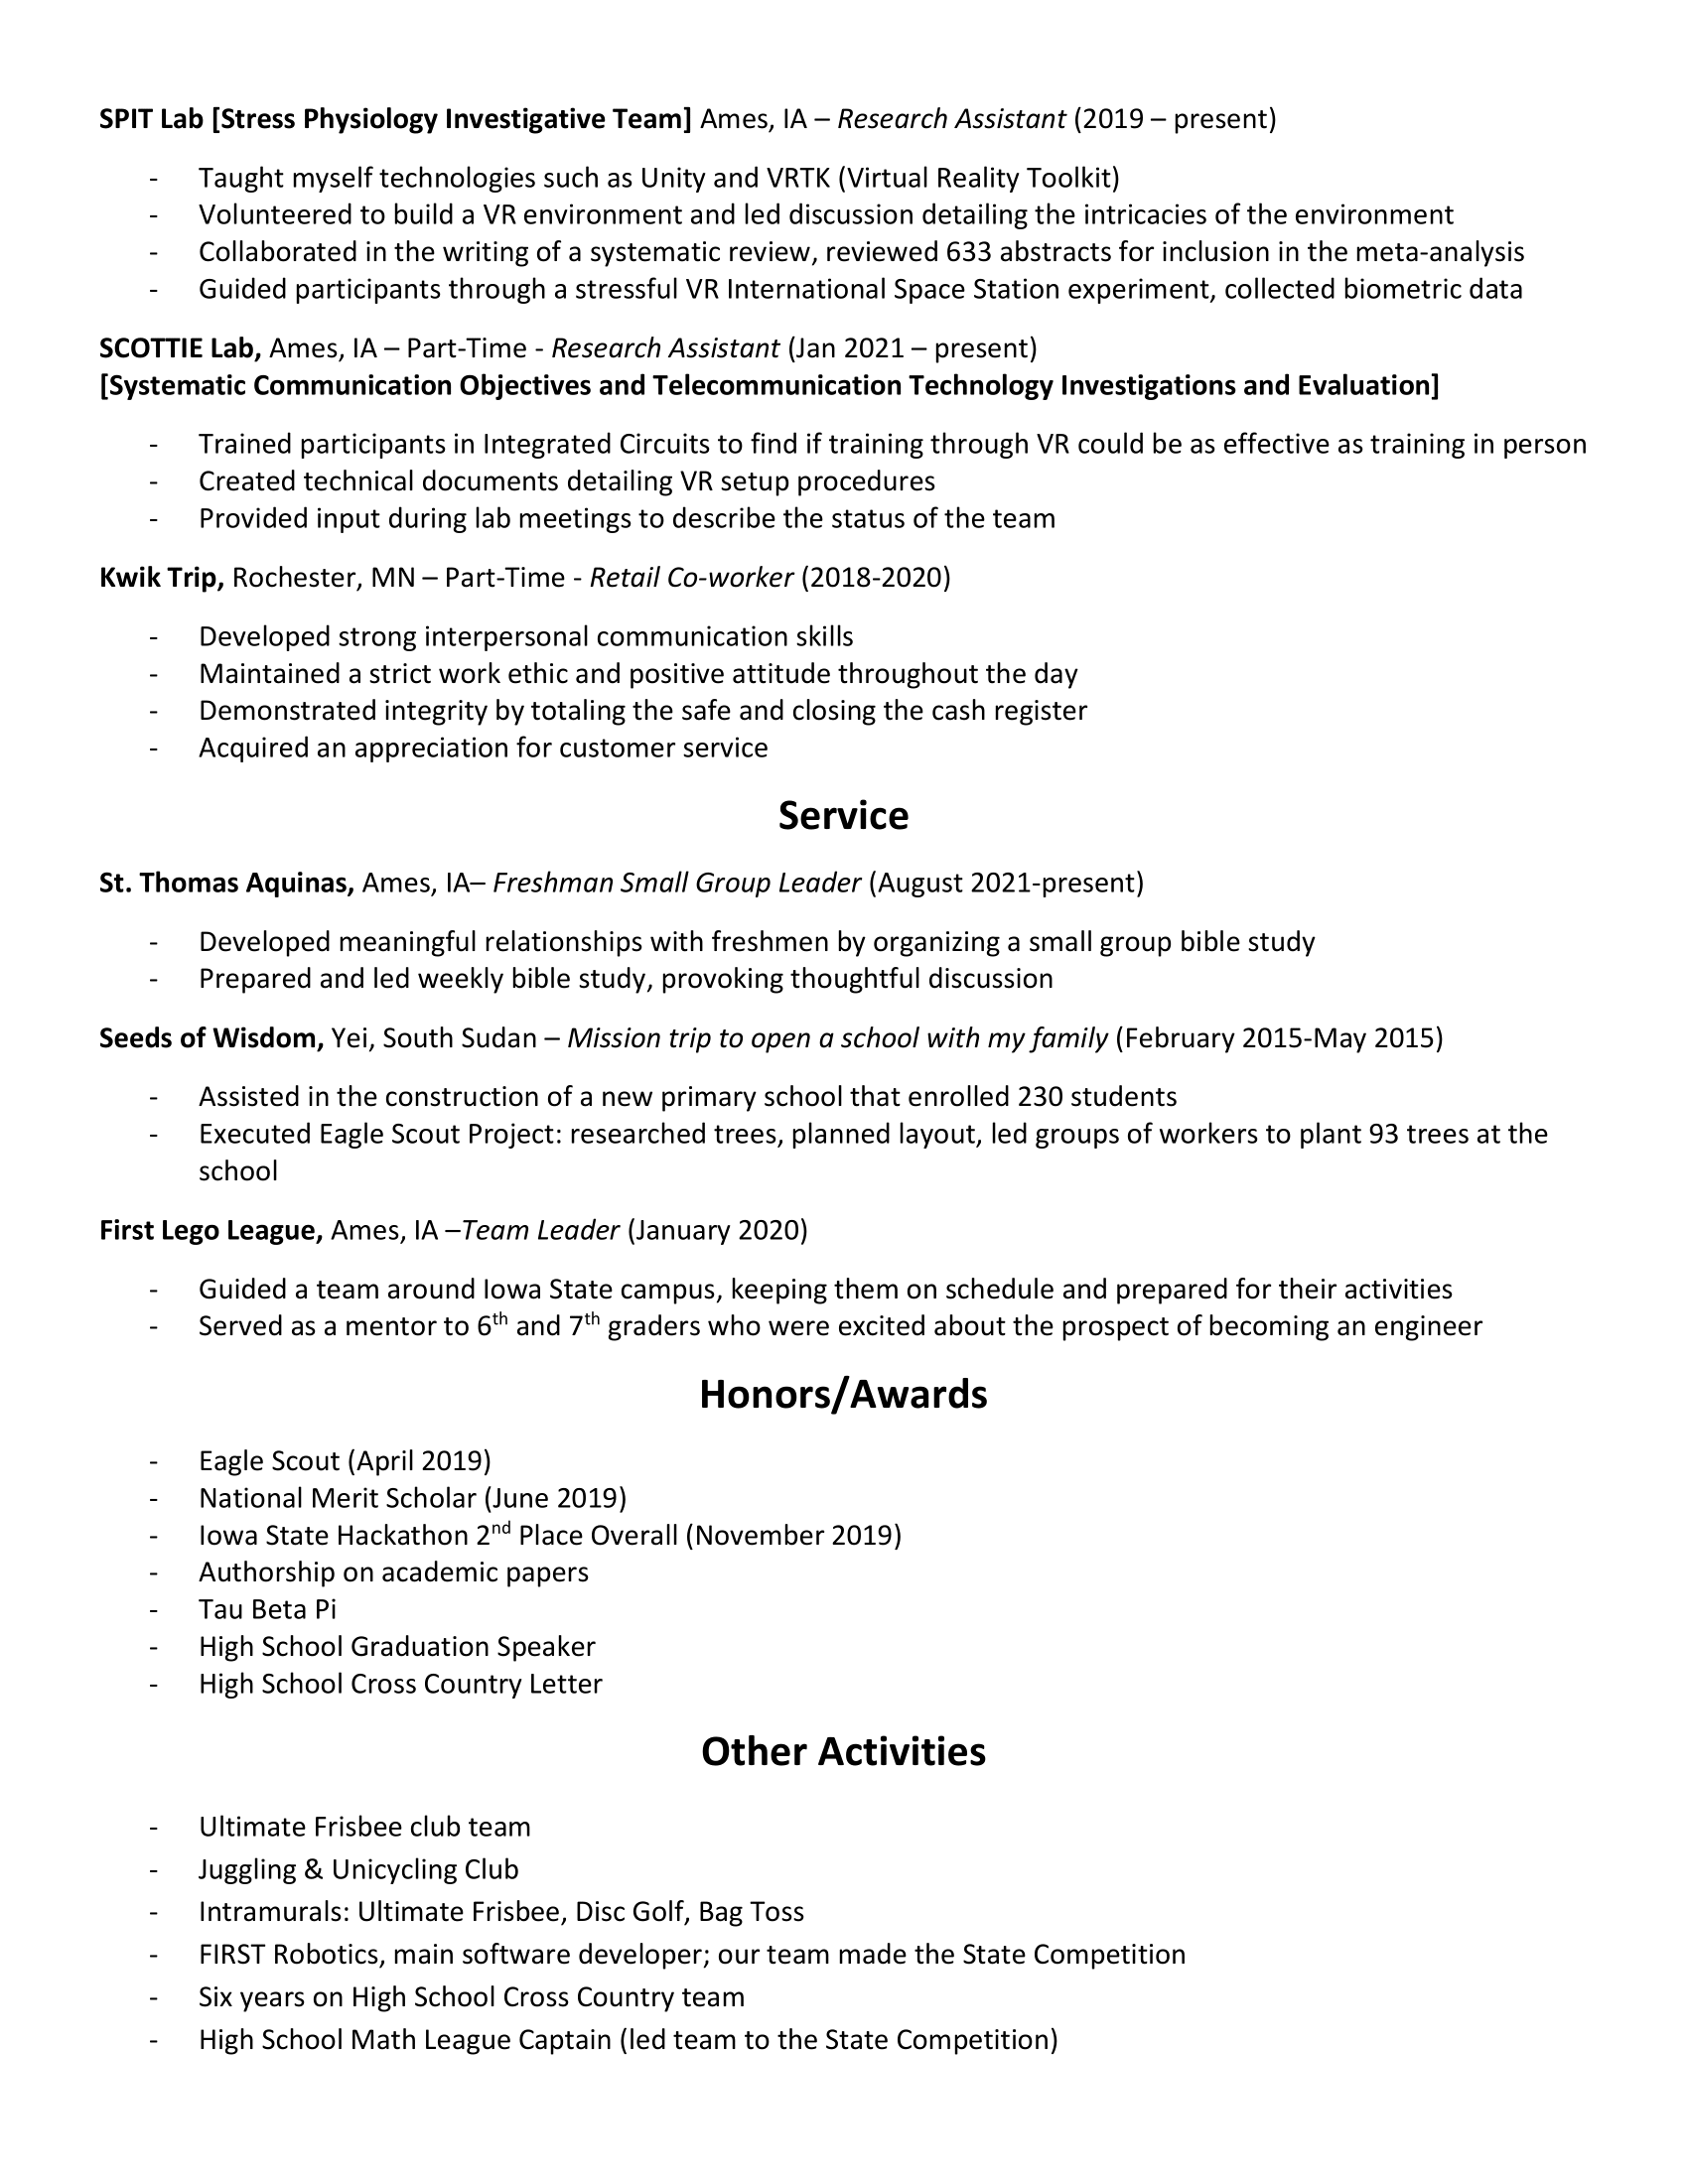 SPIT Lab [Stress Physiology Investigative Team] Ames, IA – Research Assistant (2019 – present)
- Taught myself technologies such as Unity and VRTK (Virtual Reality Toolkit)
- Volunteered to build a VR environment and led discussion detailing the intricacies of the environment
- Collaborated in the writing of a systematic review, reviewed 633 abstracts for inclusion in the meta-analysis
- Guided participants through a stressful VR International Space Station experiment, collected biometric data
SCOTTIE Lab, Ames, IA – Part-Time - Research Assistant (Jan 2021 – present)
[Systematic Communication Objectives and Telecommunication Technology Investigations and Evaluation]
- Trained participants in Integrated Circuits to find if training through VR could be as effective as training in person
- Created technical documents detailing VR setup procedures
- Provided input during lab meetings to describe the status of the team
Kwik Trip, Rochester, MN – Part-Time - Retail Co-worker (2018-2020)
- Developed strong interpersonal communication skills
- Maintained a strict work ethic and positive attitude throughout the day
- Demonstrated integrity by totaling the safe and closing the cash register
- Acquired an appreciation for customer service
Service
St. Thomas Aquinas, Ames, IA– Freshman Small Group Leader (August 2021-present)
- Developed meaningful relationships with freshmen by organizing a small group bible study
- Prepared and led weekly bible study, provoking thoughtful discussion
Seeds of Wisdom, Yei, South Sudan – Mission trip to open a school with my family (February 2015-May 2015)
- Assisted in the construction of a new primary school that enrolled 230 students
- Executed Eagle Scout Project: researched trees, planned layout, led groups of workers to plant 93 trees at the
school
First Lego League, Ames, IA –Team Leader (January 2020)
- Guided a team around Iowa State campus, keeping them on schedule and prepared for their activities
- Served as a mentor to 6th and 7th graders who were excited about the prospect of becoming an engineer
Honors/Awards
- Eagle Scout (April 2019)
- National Merit Scholar (June 2019)
- Iowa State Hackathon 2nd Place Overall (November 2019)
- Authorship on academic papers
- Tau Beta Pi
- High School Graduation Speaker
- High School Cross Country Letter
Other Activities
- Ultimate Frisbee club team
- Juggling & Unicycling Club
- Intramurals: Ultimate Frisbee, Disc Golf, Bag Toss
- FIRST Robotics, main software developer; our team made the State Competition
- Six years on High School Cross Country team
- High School Math League Captain (led team to the State Competition)